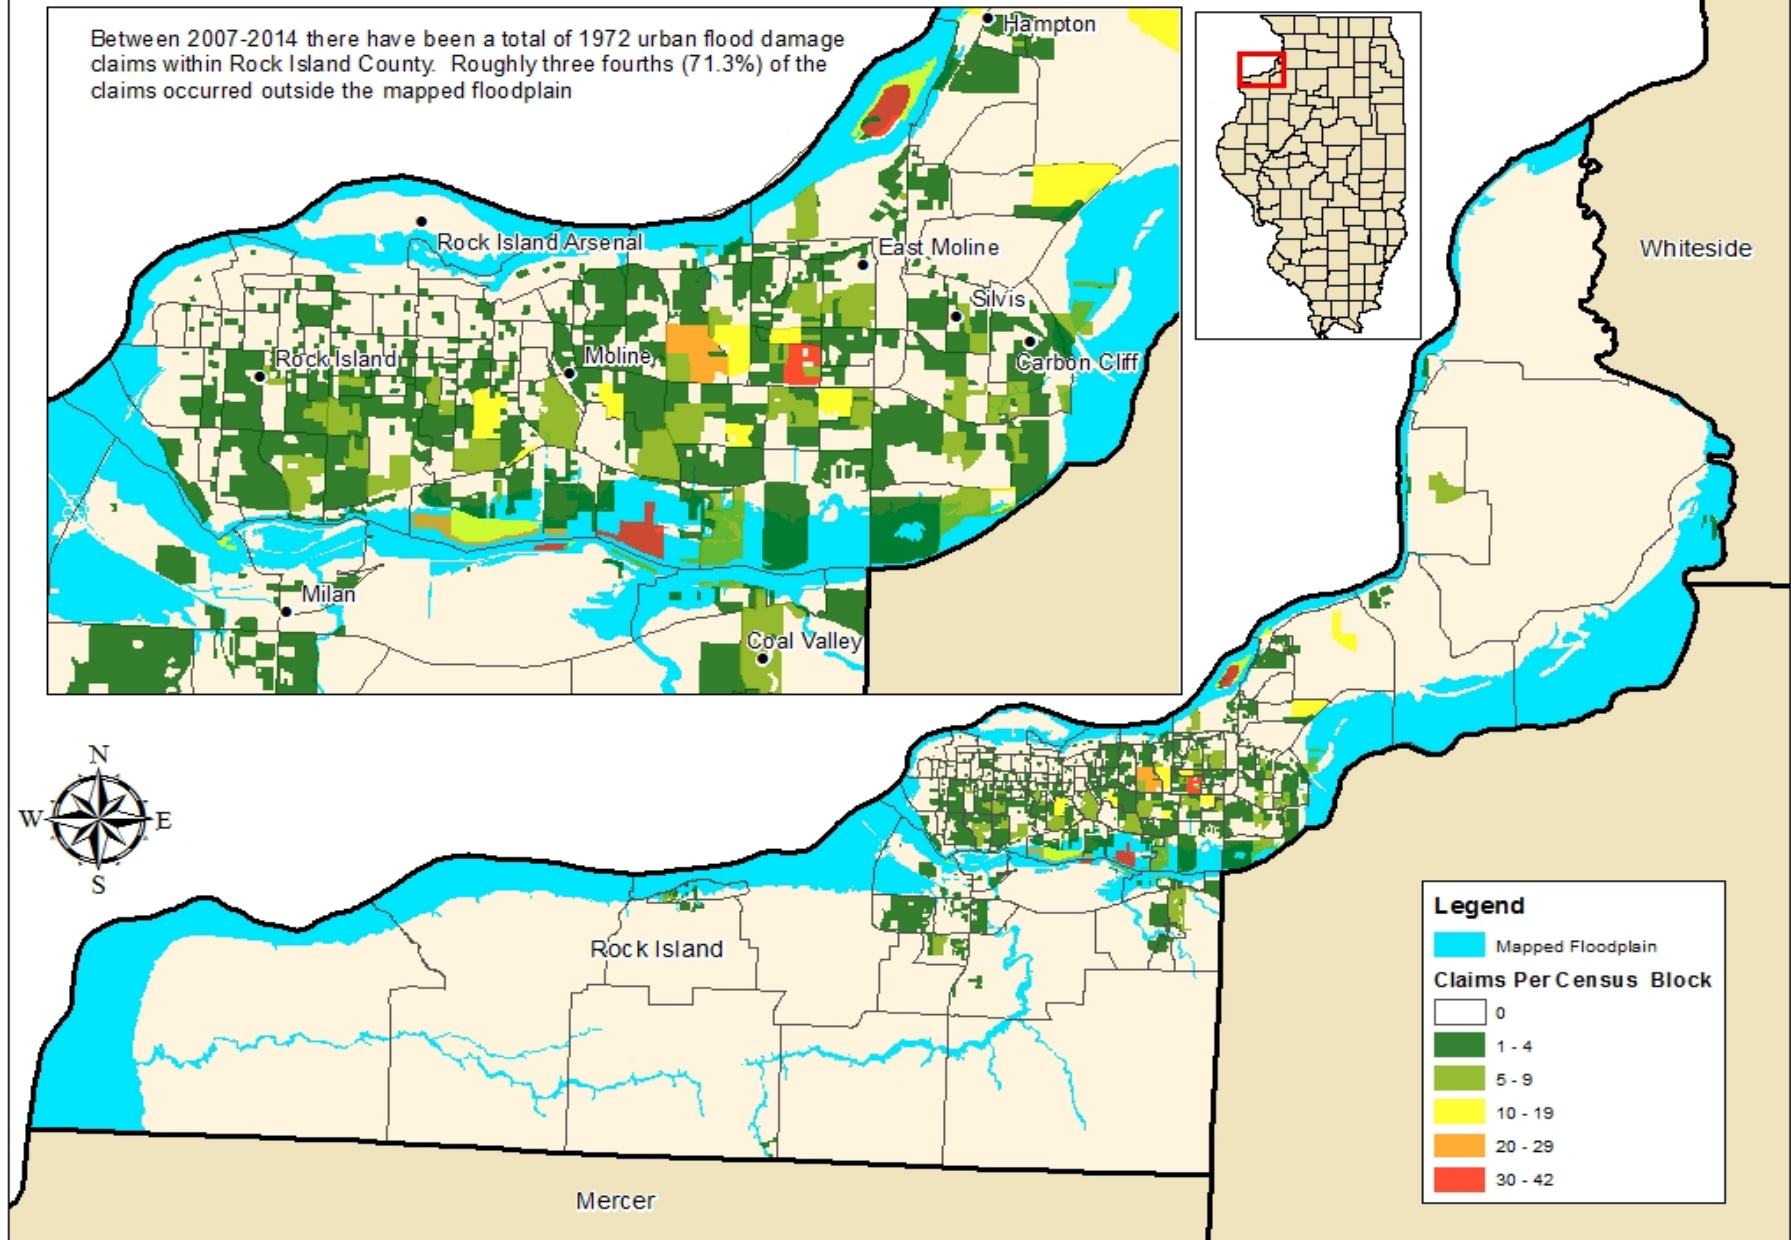 Between 2007-2014 there have been a total of 1972 urban flood damage
claims within Rock Island County. Roughly three fourths (71.3%) of the
claims occurred outside the mapped floodplain
Hampton
Rock Island Arsenal
East Moline
Silvis
Rock Island
Moline
Carbon Cliff
Milan
Coal Valley
Whiteside
N
W
E
S
Rock Island
Mercer
Legend
Mapped Floodplain
Claims Per Census Block
0
1 - 4
5 - 9
10 - 19
20 - 29
30 - 42